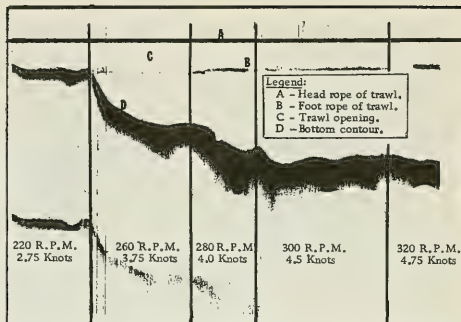 A
C
B
D
Legend:
A - Head rope of trawl.
B - Foot rope of trawl.
C - Trawl opening.
D - Bottom contour.
220 R.P.M.
2.75 Knots
260 R.P.M.
3.75 Knots
280 R.P.M.
4.0 Knots
300 R.P.M.
4.5 Knots
320 R.P.M.
4.75 Knots